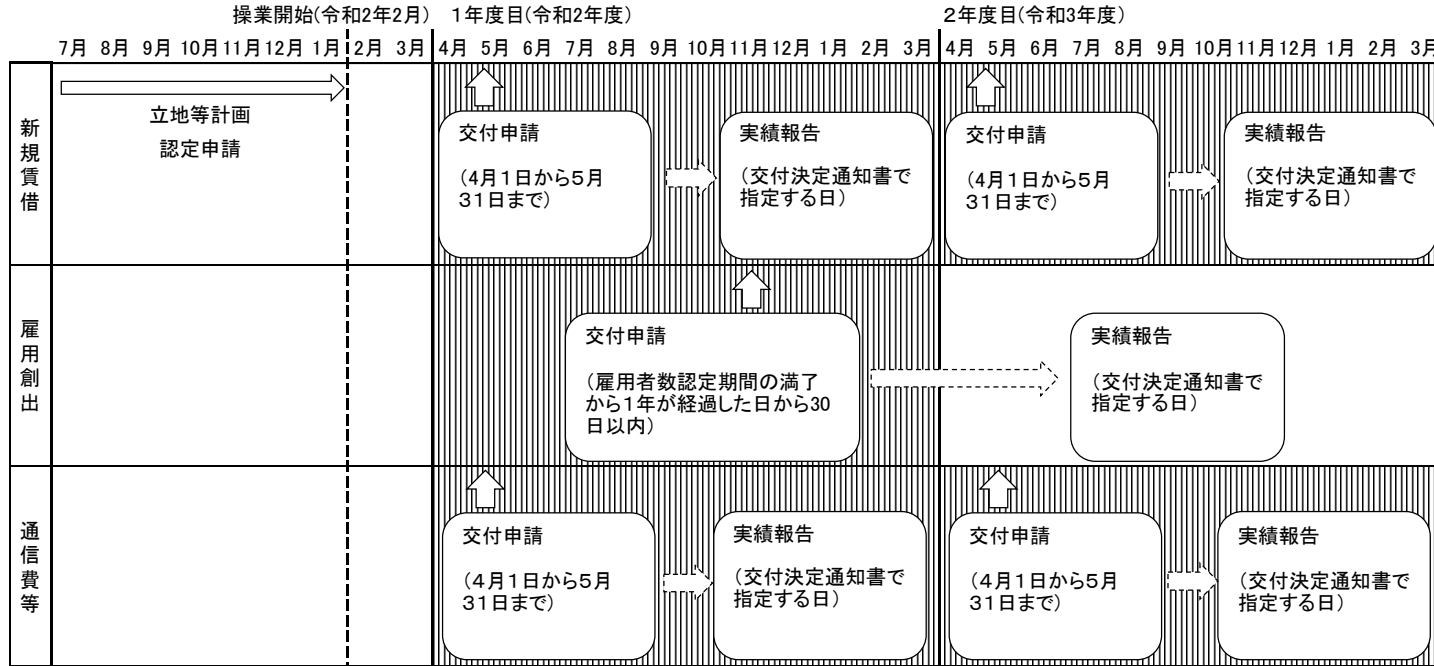 操業開始(令和2年2月) 1年度目(令和2年度) 2年度目(令和3年度)
7月 8月 9月 10月 11月 12月 1月 2月 3月 4月 5月 6月 7月 8月 9月 10月 11月 12月 1月 2月 3月 4月 5月 6月 7月 8月 9月 10月 11月 12月 1月 2月 3月
新規賃借
立地等計画
認定申請
交付申請
(4月1日から5月
31日まで)
実績報告
(交付決定通知書で
指定する日)
交付申請
(4月1日から5月
31日まで)
実績報告
(交付決定通知書で
指定する日)
雇用創出
交付申請
(雇用者数認定期間の満了
から1年が経過した日から30
日以内)
実績報告
(交付決定通知書で
指定する日)
通信費等
交付申請
(4月1日から5月
31日まで)
実績報告
(交付決定通知書で
指定する日)
交付申請
(4月1日から5月
31日まで)
実績報告
(交付決定通知書で
指定する日)